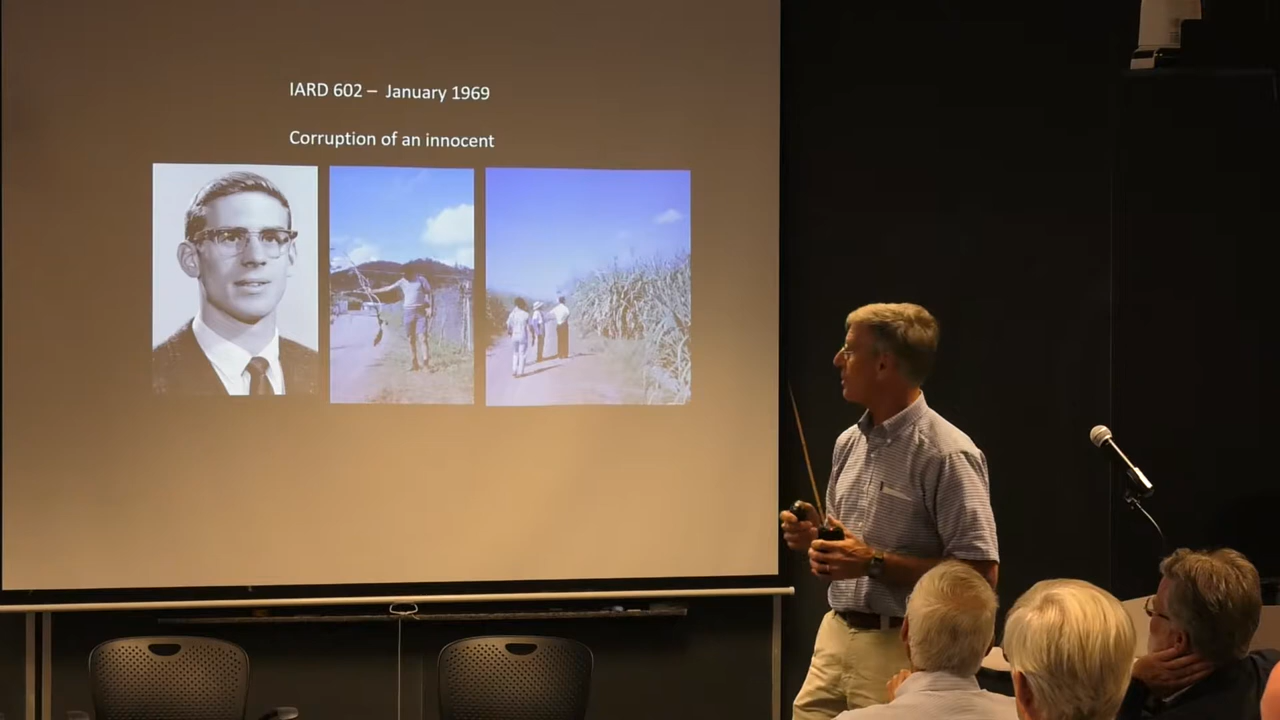 IARD 602 – January 1969
Corruption of an innocent